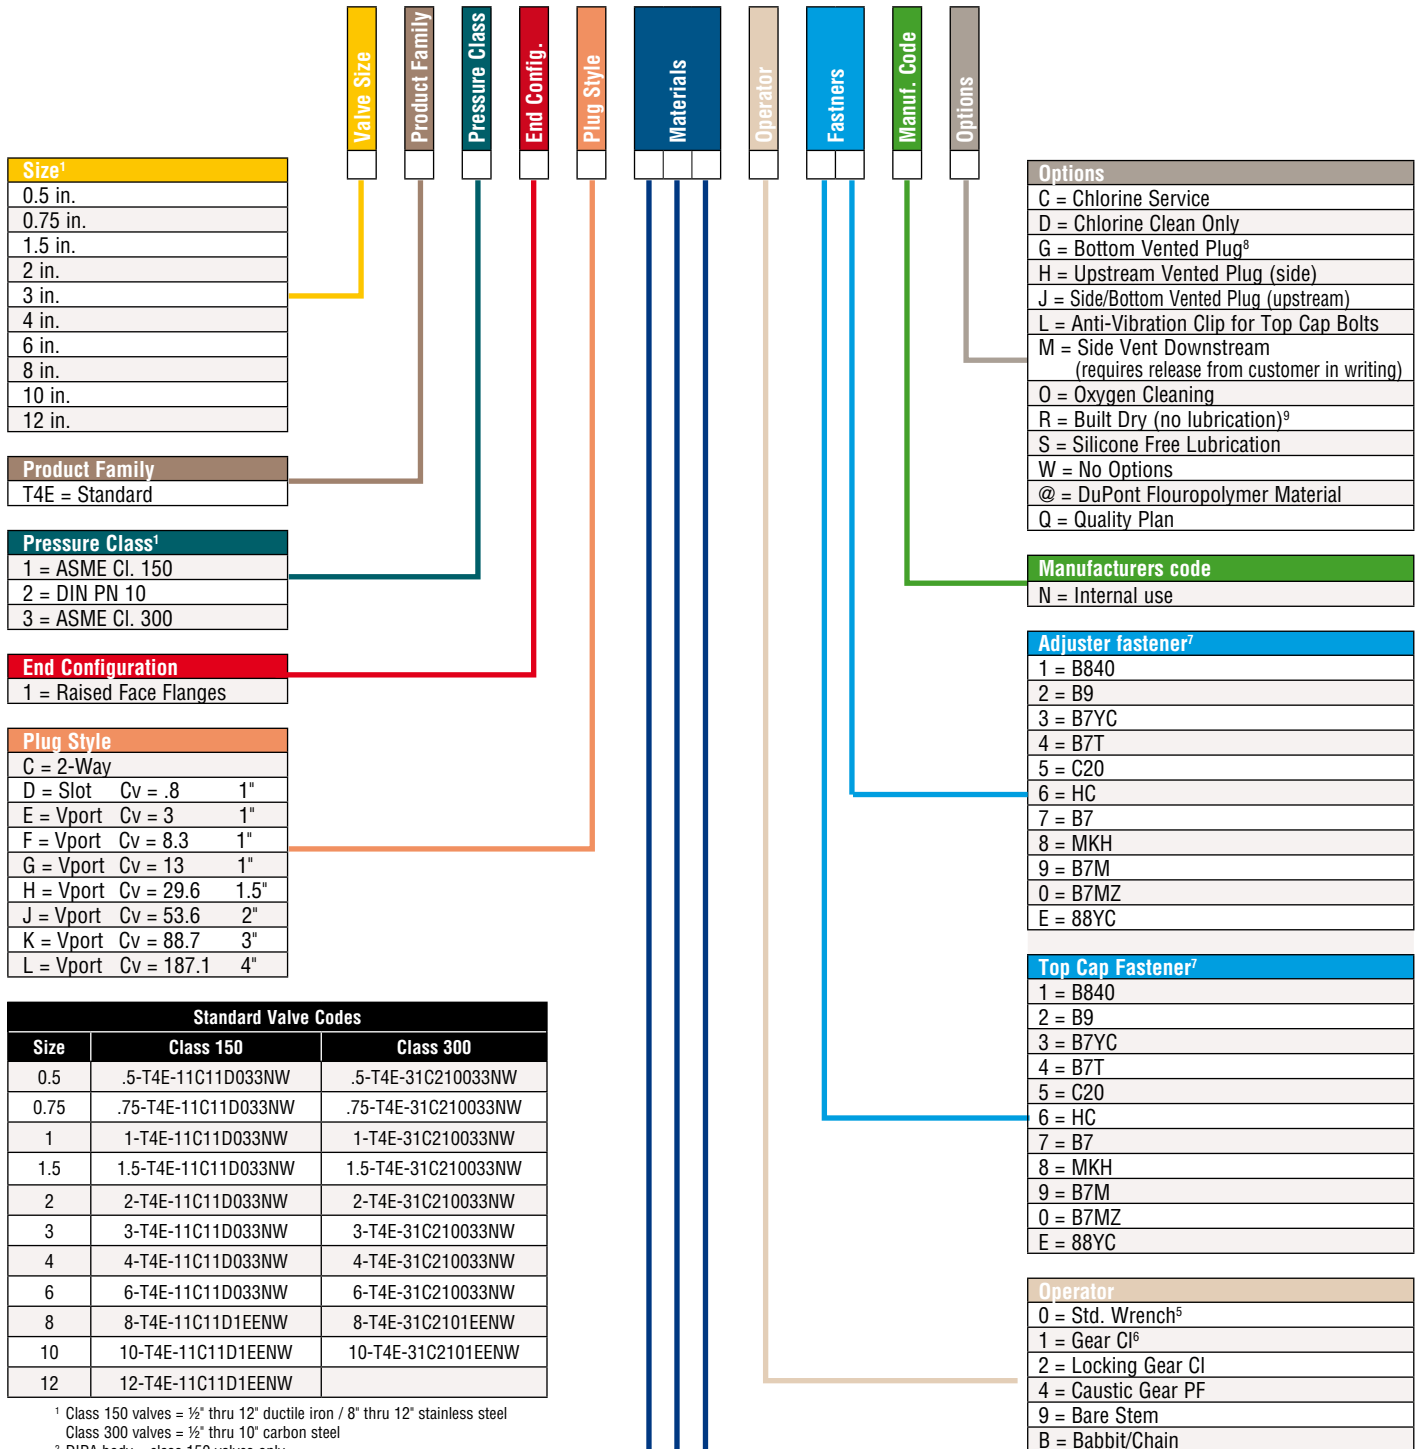 Valve Size
Product Family
Pressure Class
End Config.
Plug Style
Materials
Operator
Fastners
Manuf. Code
Options
Size¹
0.5 in.
0.75 in.
1.5 in.
2 in.
3 in.
4 in.
6 in.
8 in.
10 in.
12 in.
Product Family
T4E = Standard
Pressure Class¹
1 = ASME Cl. 150
2 = DIN PN 10
3 = ASME Cl. 300
End Configuration
1 = Raised Face Flanges
Plug Style
C = 2-Way
D = Slot Cv = .8 1"
E = Vport Cv = 3 1"
F = Vport Cv = 8.3 1"
G = Vport Cv = 13 1"
H = Vport Cv = 29.6 1.5"
J = Vport Cv = 53.6 2"
K = Vport Cv = 88.7 3"
L = Vport Cv = 187.1 4"
Standard Valve Codes
Size Class 150 Class 300
0.5 .5-T4E-11C11D033NW .5-T4E-31C210033NW
0.75 .75-T4E-11C11D033NW .75-T4E-31C210033NW
1 1-T4E-11C11D033NW 1-T4E-31C210033NW
1.5 1.5-T4E-11C11D033NW 1.5-T4E-31C210033NW
2 2-T4E-11C11D033NW 2-T4E-31C210033NW
3 3-T4E-11C11D033NW 3-T4E-31C210033NW
4 4-T4E-11C11D033NW 4-T4E-31C210033NW
6 6-T4E-11C11D033NW 6-T4E-31C210033NW
8 8-T4E-11C11D1EENW 8-T4E-31C2101EENW
10 10-T4E-11C11D1EENW 10-T4E-31C2101EENW
12 12-T4E-11C11D1EENW
¹ Class 150 valves = ½" thru 12" ductile iron / 8" thru 12" stainless steel
Class 300 valves = ½" thru 10" carbon steel
Options
C = Chlorine Service
D = Chlorine Clean Only
G = Bottom Vented Plug⁸
H = Upstream Vented Plug (side)
J = Side/Bottom Vented Plug (upstream)
L = Anti-Vibration Clip for Top Cap Bolts
M = Side Vent Downstream
(requires release from customer in writing)
O = Oxygen Cleaning
R = Built Dry (no lubrication)⁹
S = Silicone Free Lubrication
W = No Options
@ = DuPont Flouropolymer Material
Q = Quality Plan
Manufacturers code
N = Internal use
Adjuster fastener⁷
1 = B840
2 = B9
3 = B7YC
4 = B7T
5 = C20
6 = HC
7 = B7
8 = MKH
9 = B7M
0 = B7MZ
E = 88YC
Top Cap Fastener⁷
1 = B840
2 = B9
3 = B7YC
4 = B7T
5 = C20
6 = HC
7 = B7
8 = MKH
9 = B7M
0 = B7MZ
E = 88YC
Operator
0 = Std. Wrench⁵
1 = Gear CI⁶
2 = Locking Gear CI
4 = Caustic Gear PF
9 = Bare Stem
B = Babbit/Chain